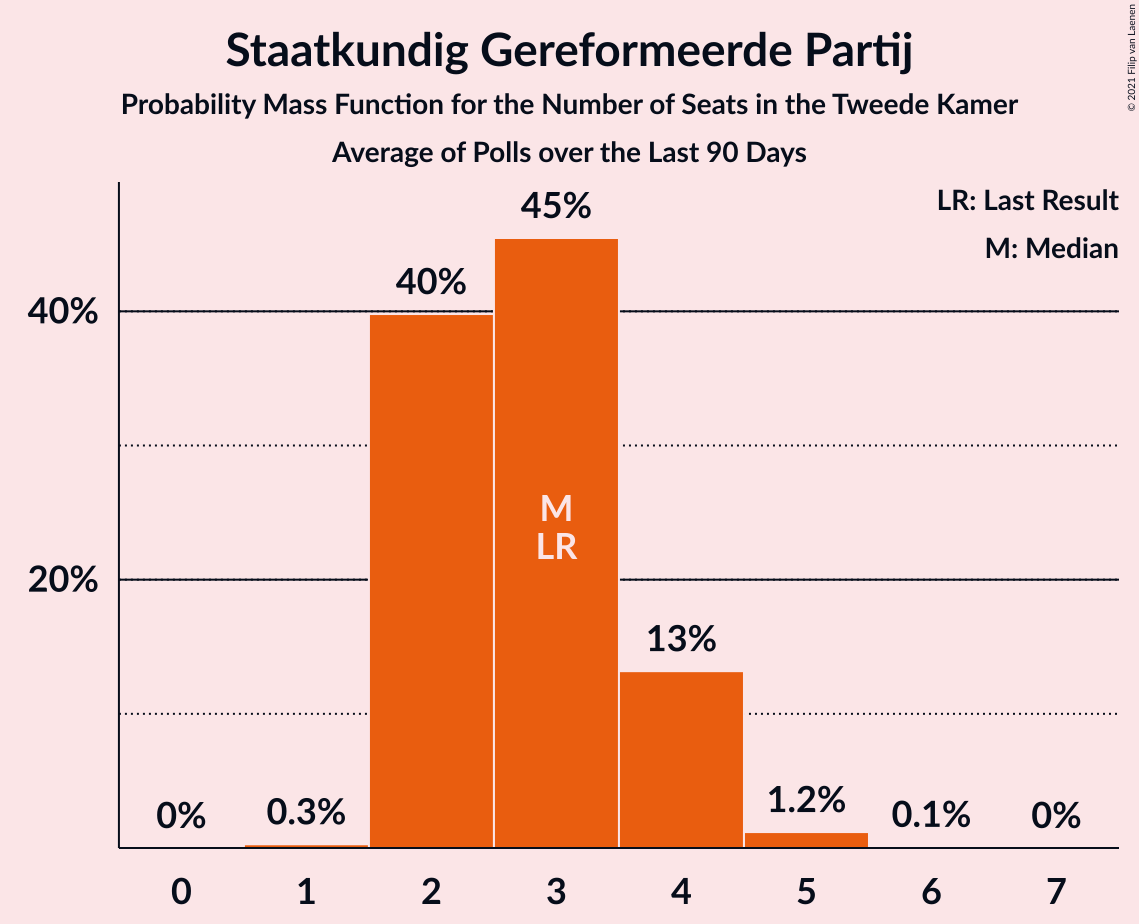 Staatkundig Gereformeerde Partij
Probability Mass Function for the Number of Seats in the Tweede Kamer
Average of Polls over the Last 90 Days
© 2021 Filip van Laenen
LR: Last Result
M: Median
45%
40%
40%
M
LR
20%
13%
0%
0.3%
1.2%
0.1%
0%
0
1
2
3
4
5
6
7